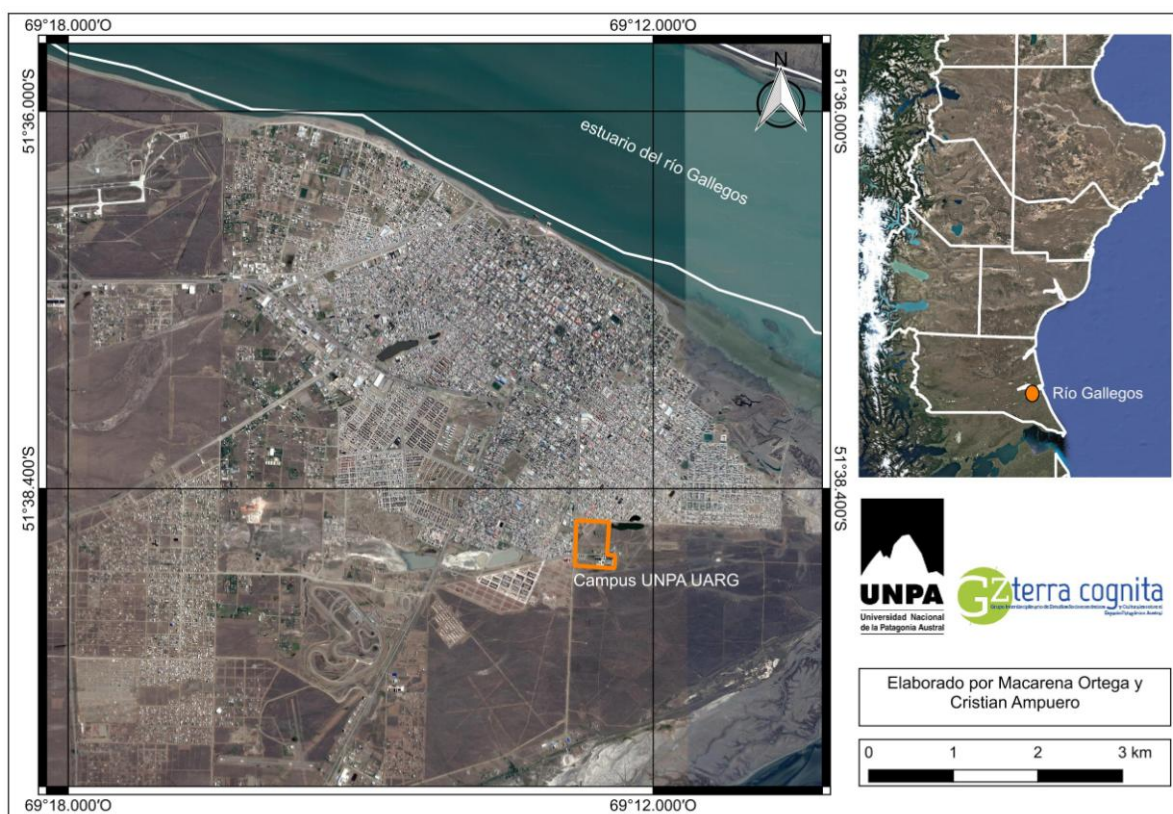 69°18.000'O
69°12.000'O
51°36.000'S
51°36.000'S
N
estuario del río Gallegos
Río Gallegos
51°38.400'S
51°38.400'S
Campus UNPA UARG
UNPA
Universidad Nacional
de la Patagonia Austral
GZ terra cognita
Elaborado por Macarena Ortega y
Cristian Ampuero
0 1 2 3 km
69°18.000'O
69°12.000'O